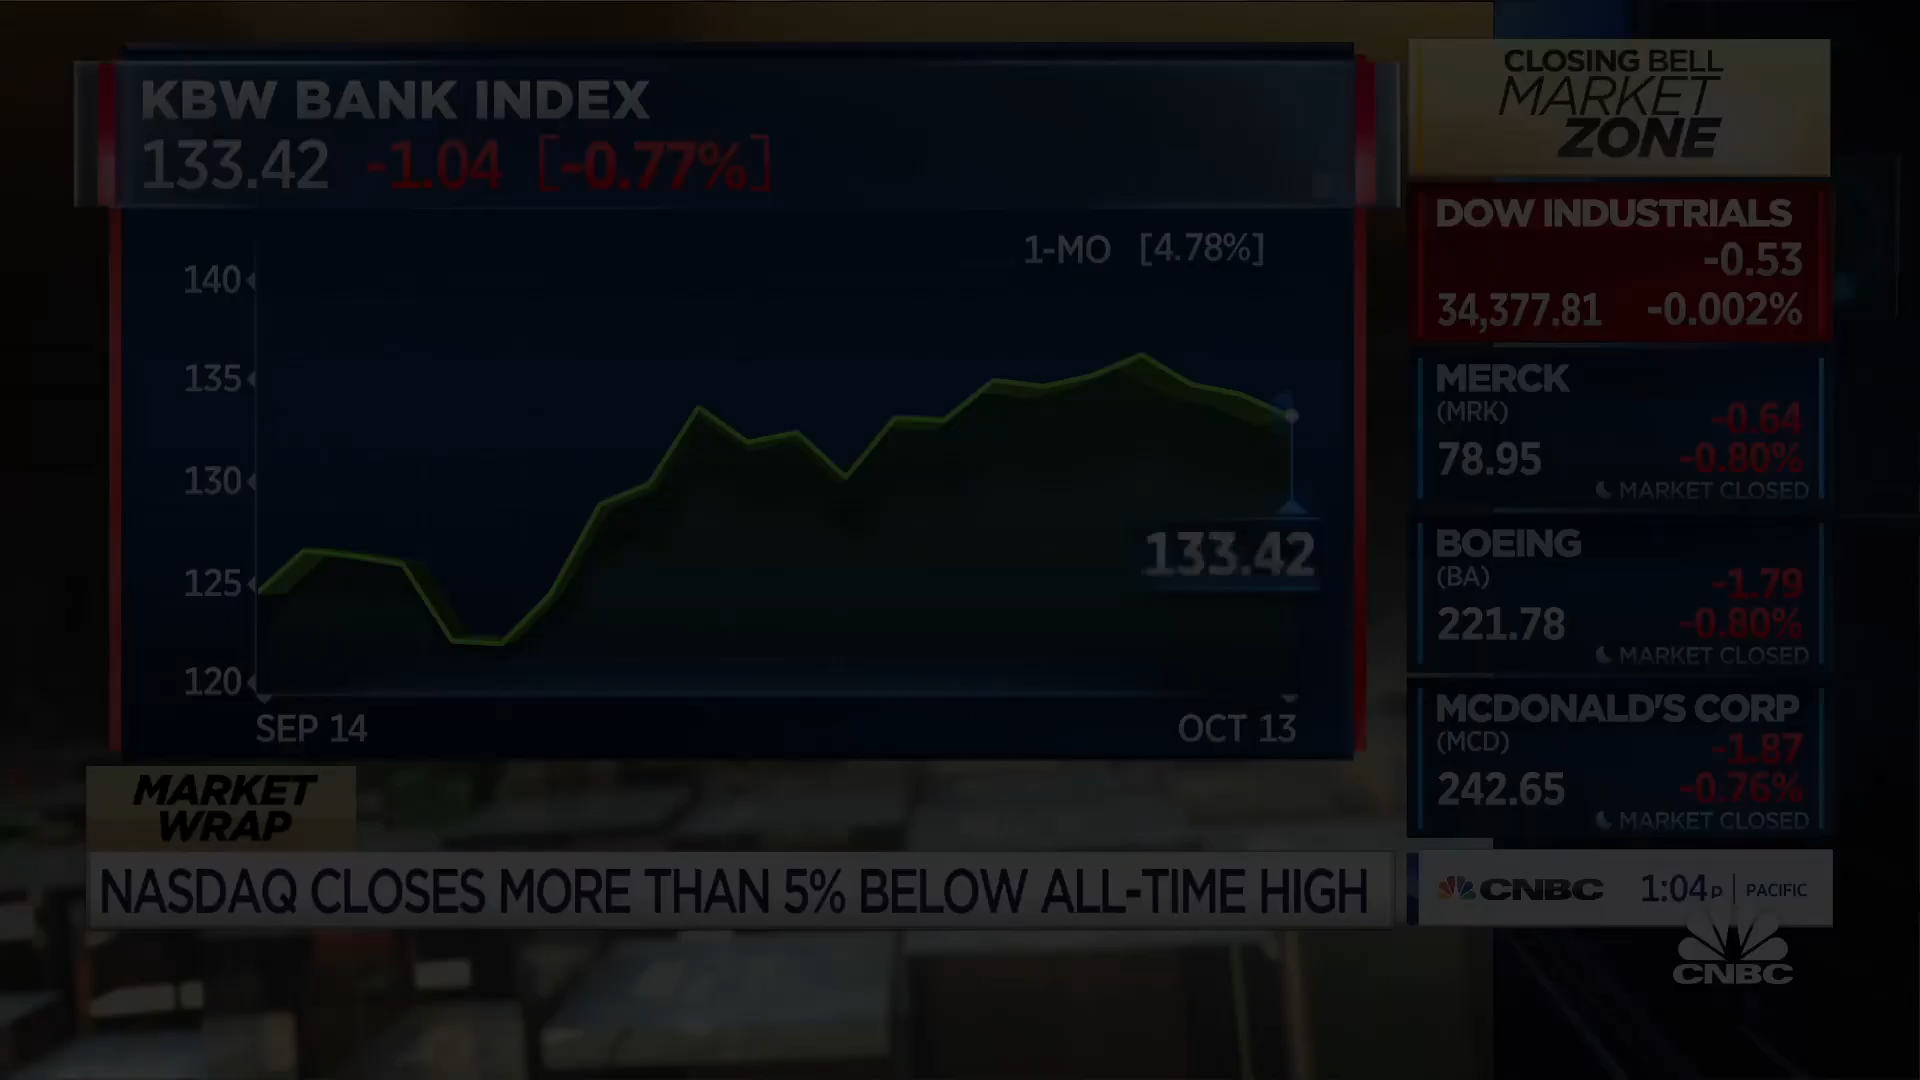 KBW BANK INDEX
133.42 -1.04 [-0.77%]
1-MO [4.78%]
140
135
130
125
120
133.42
SEP 14 OCT 13
MARKET
WRAP
NASDAQ CLOSES MORE THAN 5% BELOW ALL-TIME HIGH
CLOSING BELL
MARKET
ZONE
DOW INDUSTRIALS
-0.53
34,377.81 -0.002%
MERCK
(MRK) -0.64
78.95 -0.80%
MARKET CLOSED
BOEING
(BA) -1.79
221.78 -0.80%
MARKET CLOSED
MCDONALD'S CORP
(MCD) -1.87
242.65 -0.76%
MARKET CLOSED
CNBC 1:04P PACIFIC
CNBC